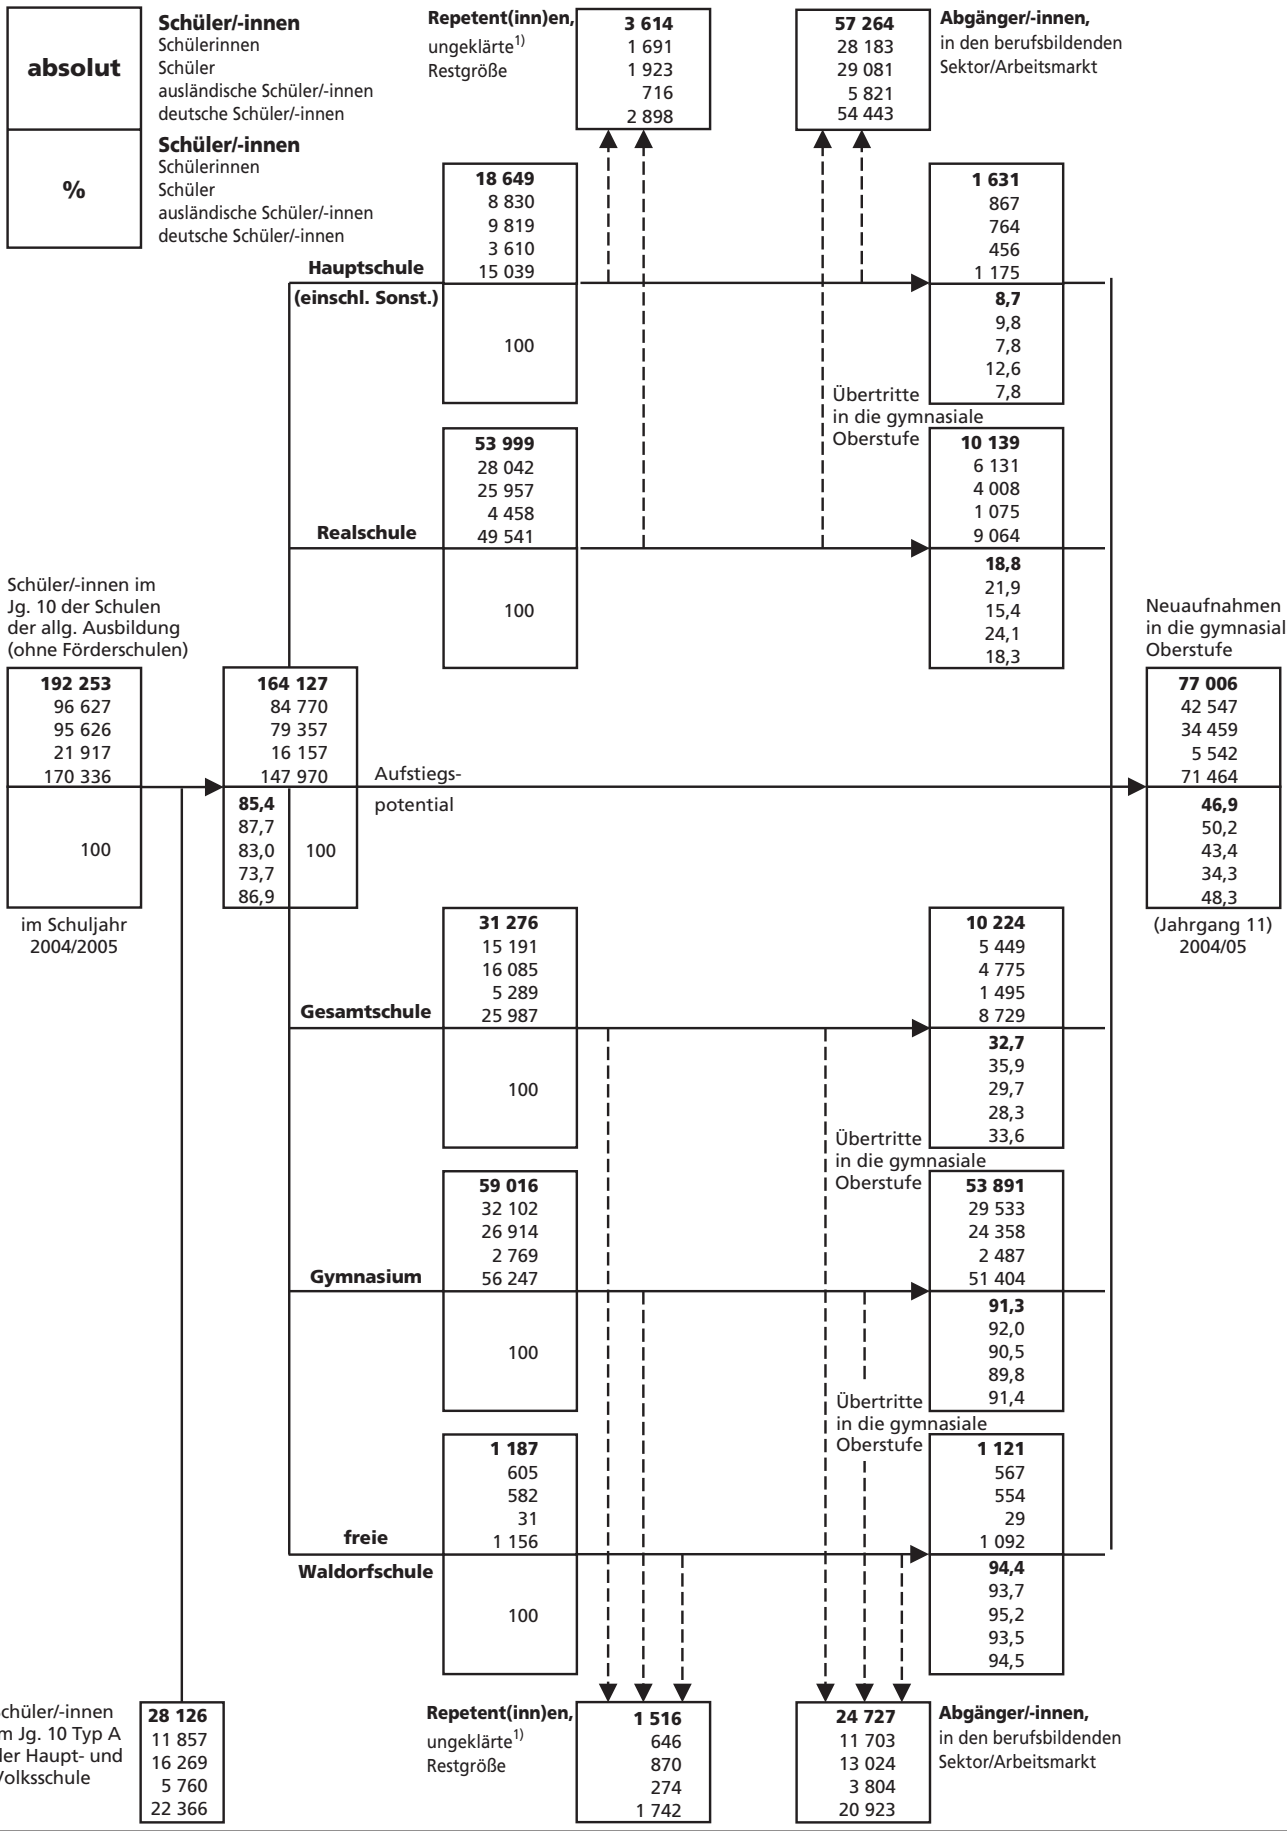 absolut
Schüler/-innen
Schülerinnen
Schüler
ausländische Schüler/-innen
deutsche Schüler/-innen
%
Schüler/-innen
Schülerinnen
Schüler
ausländische Schüler/-innen
deutsche Schüler/-innen
Repetent(inn)en,
ungeklärte1)
Restgröße
3 614
1 691
1 923
716
2 898
57 264
28 183
29 081
5 821
54 443
Abgänger/-innen,
in den berufsbildenden
Sektor/Arbeitsmarkt
Hauptschule
(einschl. Sonst.)
18 649
8 830
9 819
3 610
15 039
100
1 631
867
764
456
1 175
8,7
9,8
7,8
12,6
7,8
Übertritte
in die gymnasiale
Oberstufe
Realschule
53 999
28 042
25 957
4 458
49 541
100
10 139
6 131
4 008
1 075
9 064
18,8
21,9
15,4
24,1
18,3
Schüler/-innen im
Jg. 10 der Schulen
der allg. Ausbildung
(ohne Förderschulen)
192 253
96 627
95 626
21 917
170 336
100
im Schuljahr
2004/2005
164 127
84 770
79 357
16 157
147 970
85,4
87,7
83,0
73,7
86,9
100
Aufstiegs-
potential
Neuaufnahmen
in die gymnasial
Oberstufe
77 006
42 547
34 459
5 542
71 464
46,9
50,2
43,4
34,3
48,3
(Jahrgang 11)
2004/05
Gesamtschule
31 276
15 191
16 085
5 289
25 987
100
10 224
5 449
4 775
1 495
8 729
32,7
35,9
29,7
28,3
33,6
Übertritte
in die gymnasiale
Oberstufe
Gymnasium
59 016
32 102
26 914
2 769
56 247
100
53 891
29 533
24 358
2 487
51 404
91,3
92,0
90,5
89,8
91,4
Übertritte
in die gymnasiale
Oberstufe
freie
Waldorfschule
1 187
605
582
31
1 156
100
1 121
567
554
29
1 092
94,4
93,7
95,2
93,5
94,5
chüler/-innen
m Jg. 10 Typ A
der Haupt- und
Volksschule
28 126
11 857
16 269
5 760
22 366
Repetent(inn)en,
ungeklärte1)
Restgröße
1 516
646
870
274
1 742
24 727
11 703
13 024
3 804
20 923
Abgänger/-innen,
in den berufsbildenden
Sektor/Arbeitsmarkt